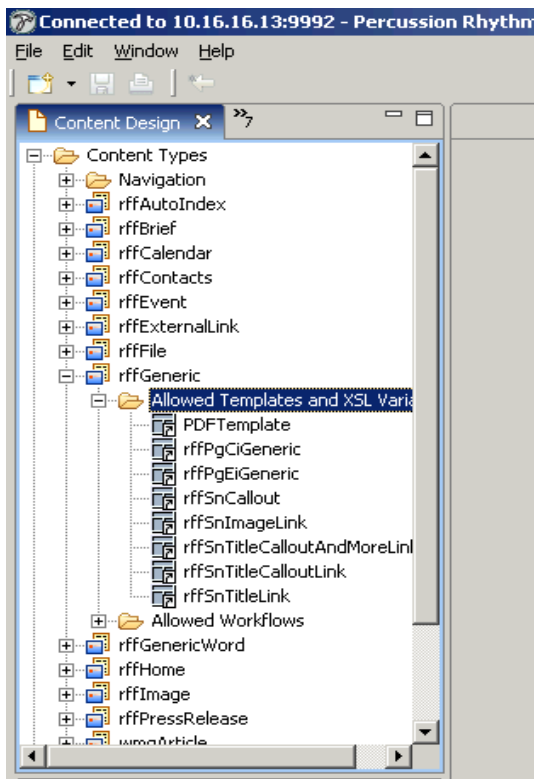 Connected to 10.16.16.13:9992 - Percussion Rhythm
File Edit Window Help
Content Design »7
Content Types
Navigation
rffAutoIndex
rffBrief
rffCalendar
rffContacts
rffEvent
rffExternalLink
rffFile
rffGeneric
Allowed Templates and XSL Varia
PDFTemplate
rffPgCiGeneric
rffPgEiGeneric
rffSnCallout
rffSnImageLink
rffSnTitleCalloutAndMoreLinl
rffSnTitleCalloutLink
rffSnTitleLink
Allowed Workflows
rffGenericWord
rffHome
rffImage
rffPressRelease
wmgArticle